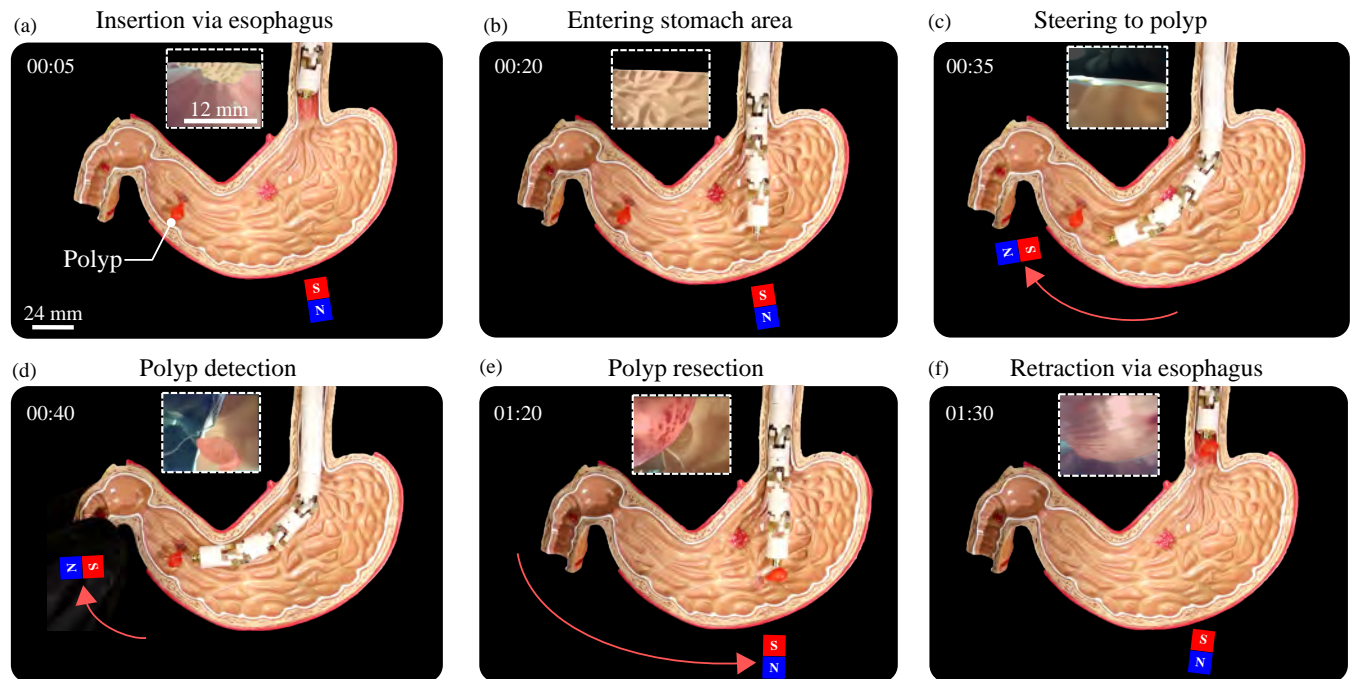 (a) Insertion via esophagus
00:05
12 mm
Polyp
24 mm
S
N
(b) Entering stomach area
00:20
S
N
(c) Steering to polyp
00:35
N S
(d) Polyp detection
00:40
N S
(e) Polyp resection
01:20
S
N
(f) Retraction via esophagus
01:30
S
N